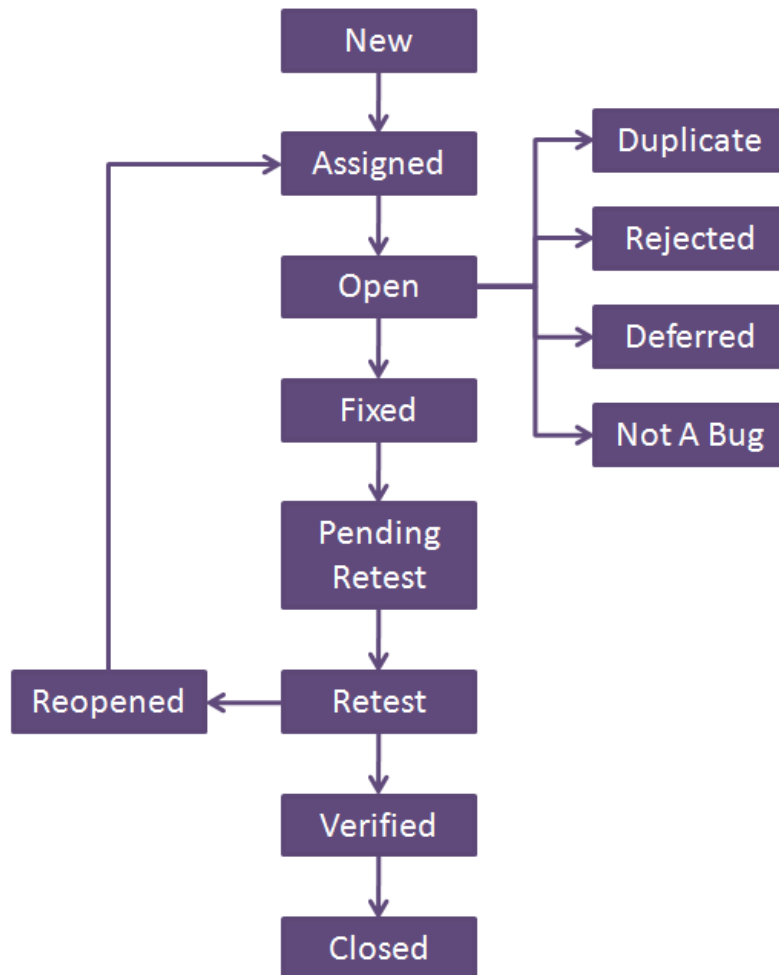 New
Assigned
Duplicate
Rejected
Open
Deferred
Fixed
Not A Bug
Pending
Retest
Reopened
Retest
Verified
Closed